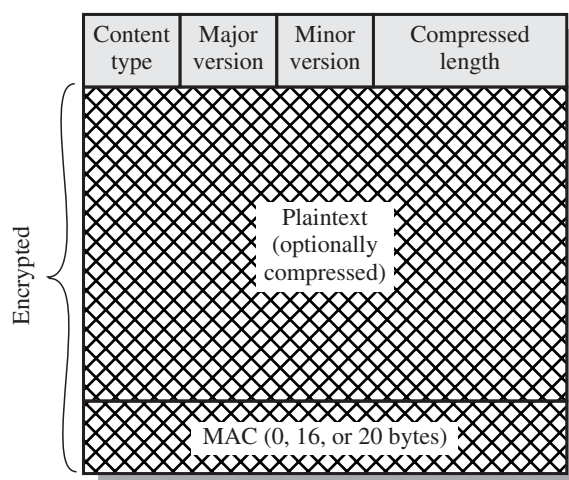 Content
type
Major
version
Minor
version
Compressed
length
Encrypted
Plaintext
(optionally
compressed)
MAC (0, 16, or 20 bytes)